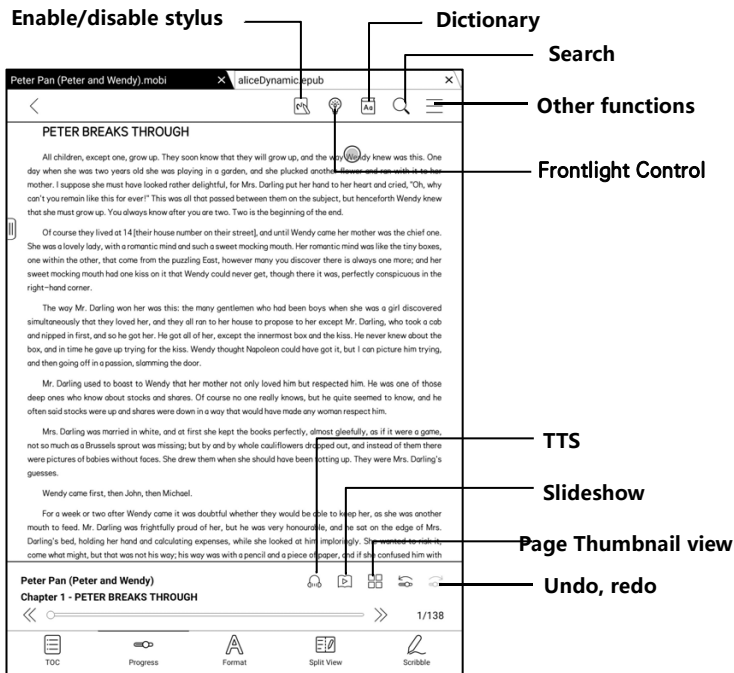 Enable/disable stylus
Dictionary
Search
Peter Pan (Peter and Wendy).mobi × aliceDynamic.epub ×
Other functions
PETER BREAKS THROUGH
All children, except one, grow up. They soon know that they will grow up, and the way Wendy knew was this. One
day when she was two years old she was playing in a garden, and she plucked another flower and ran with it to her
Frontlight Control
mother. I suppose she must have looked rather delightful, for Mrs. Darling put her hand to her heart and cried, "Oh, why
can't you remain like this for ever!" This was all that passed between them on the subject, but henceforth Wendy knew
that she must grow up. You always know after you are two. Two is the beginning of the end.
Of course they lived at 14 [their house number on their street], and until Wendy came her mother was the chief one.
She was a lovely lady, with a romantic mind and such a sweet mocking mouth. Her romantic mind was like the tiny boxes,
one within the other, that come from the puzzling East, however many you discover there is always one more; and her
sweet mocking mouth had one kiss on it that Wendy could never get, though there it was, perfectly conspicuous in the
right-hand corner.
The way Mr. Darling won her was this: the many gentlemen who had been boys when she was a girl discovered
simultaneously that they loved her, and they all ran to her house to propose to her except Mr. Darling, who took a cab
and nipped in first, and so he got her. He got all of her, except the innermost box and the kiss. He never knew about the
box, and in time he gave up trying for the kiss. Wendy thought Napoleon could have got it, but I can picture him trying,
and then going off in a passion, slamming the door.
Mr. Darling used to boast to Wendy that her mother not only loved him but respected him. He was one of those
deep ones who know about stocks and shares. Of course no one really knows, but he quite seemed to know, and he
often said stocks were up and shares were down in a way that would have made any woman respect him.
Mrs. Darling was married in white, and at first she kept the books perfectly, almost gleefully, as if it were a game,
not so much as a Brussels sprout was missing; but by and by whole cauliflowers dropped out, and instead of them there
were pictures of babies without faces. She drew them when she should have been totting up. They were Mrs. Darling's
guesses.
TTS
Wendy came first, then John, then Michael.
Slideshow
For a week or two after Wendy came it was doubtful whether they would be able to keep her, as she was another
mouth to feed. Mr. Darling was frightfully proud of her, but he was very honourable, and he sat on the edge of Mrs.
Darling's bed, holding her hand and calculating expenses, while she looked at him imploringly. She wanted to risk it,
come what might, but that was not his way; his way was with a pencil and a piece of paper, and if she confused him with
Page Thumbnail view
Peter Pan (Peter and Wendy)
Undo, redo
Chapter 1 - PETER BREAKS THROUGH
1/138
TOC Progress Format Split View Scribble